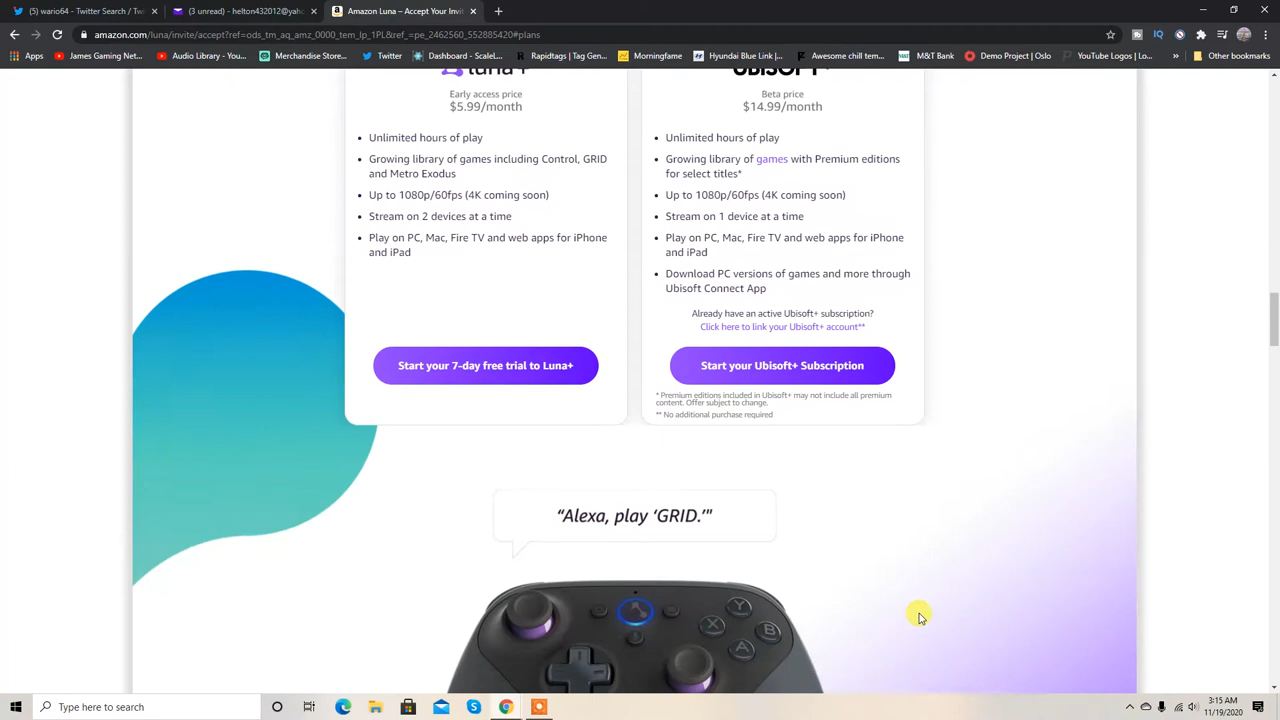 (5) wario64 - Twitter Search / Twi
(3 unread) - helton432012@yaho
Amazon Luna – Amazon Early Inv
amazon.com/luna/invite/accept?ref=ods_tm_aq_amz_0000_tem_lp_1PL&ref_=pe_2462560_552885420#plans
Apps
James Gaming Net...
Audio Library - You...
Twitter
Dashboard - Scalel...
Rapidtags | Tag Gen...
Morningfame
Hyundai Blue Link |...
Awesome chill tem...
M&T Bank
Demo Project | Oslo
YouTube Logos F...
Other bookmarks
luna+
UBISOFT+
Early access price
$5.99/month
Beta price
$14.99/month
• Unlimited hours of play
• Growing library of games including Control, GRID
and Metro Exodus
• Up to 1080p/60fps (4K coming soon)
• Stream on 2 devices at a time
• Play on PC, Mac, Fire TV and web apps for iPhone
and iPad
Start your 7-day free trial to Luna+
• Unlimited hours of play
• Growing library of games with Premium editions
for select titles*
• Up to 1080p/60fps (4K coming soon)
• Stream on 1 device at a time
• Play on PC, Mac, Fire TV and web apps for iPhone
and iPad
• Download PC versions of games and more through
Ubisoft Connect App
Already have an active Ubisoft+ subscription?
Click here to link your Ubisoft+ account**
Start your Ubisoft+ Subscription
* Premium editions included in Ubisoft+ may not include all premium
content. Offer subject to change.
** No additional purchase required
“Alexa, play ‘GRID.’"
Y
X
B
A
Type here to search
3:15 AM
11/19/2020